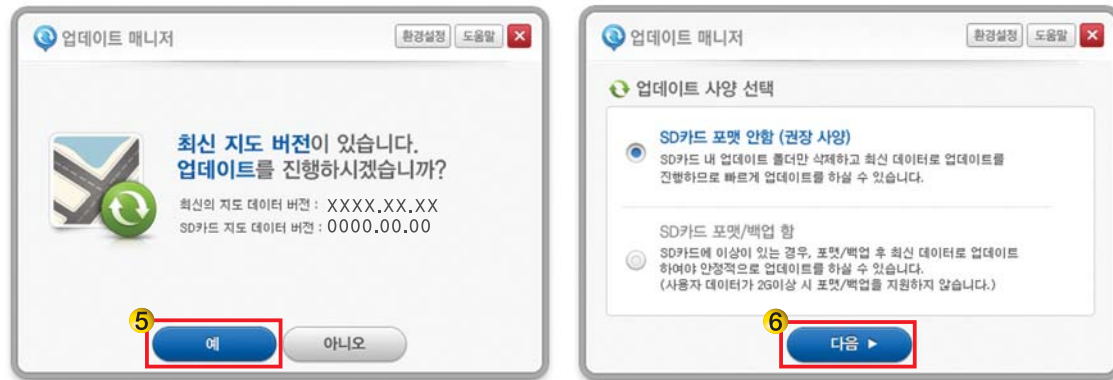 업데이트 매니저
환경설정 도움말
최신 지도 버전이 있습니다.
업데이트를 진행하시겠습니까?
최신의 지도 데이터 버전 : XXXX.XX.XX
SD카드 지도 데이터 버전 : 0000.00.00
5
예 아니오
업데이트 매니저
환경설정 도움말
업데이트 사양 선택
SD카드 포맷 안함 (권장 사양)
SD카드 내 업데이트 폴더만 삭제하고 최신 데이터로 업데이트를
진행하므로 빠르게 업데이트를 하실 수 있습니다.
SD카드 포맷/백업 함
SD카드에 이상이 있는 경우, 포맷/백업 후 최신 데이터로 업데이트
하여야 안정적으로 업데이트를 하실 수 있습니다.
(사용자 데이터가 2G이상 시 포맷/백업을 지원하지 않습니다.)
6
다음 ▶